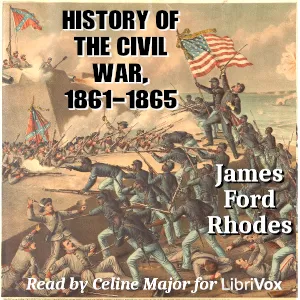 HISTORY OF
THE CIVIL
WAR,
1861–1865
James
Ford
Rhodes
Read by Celine Major for LibriVox